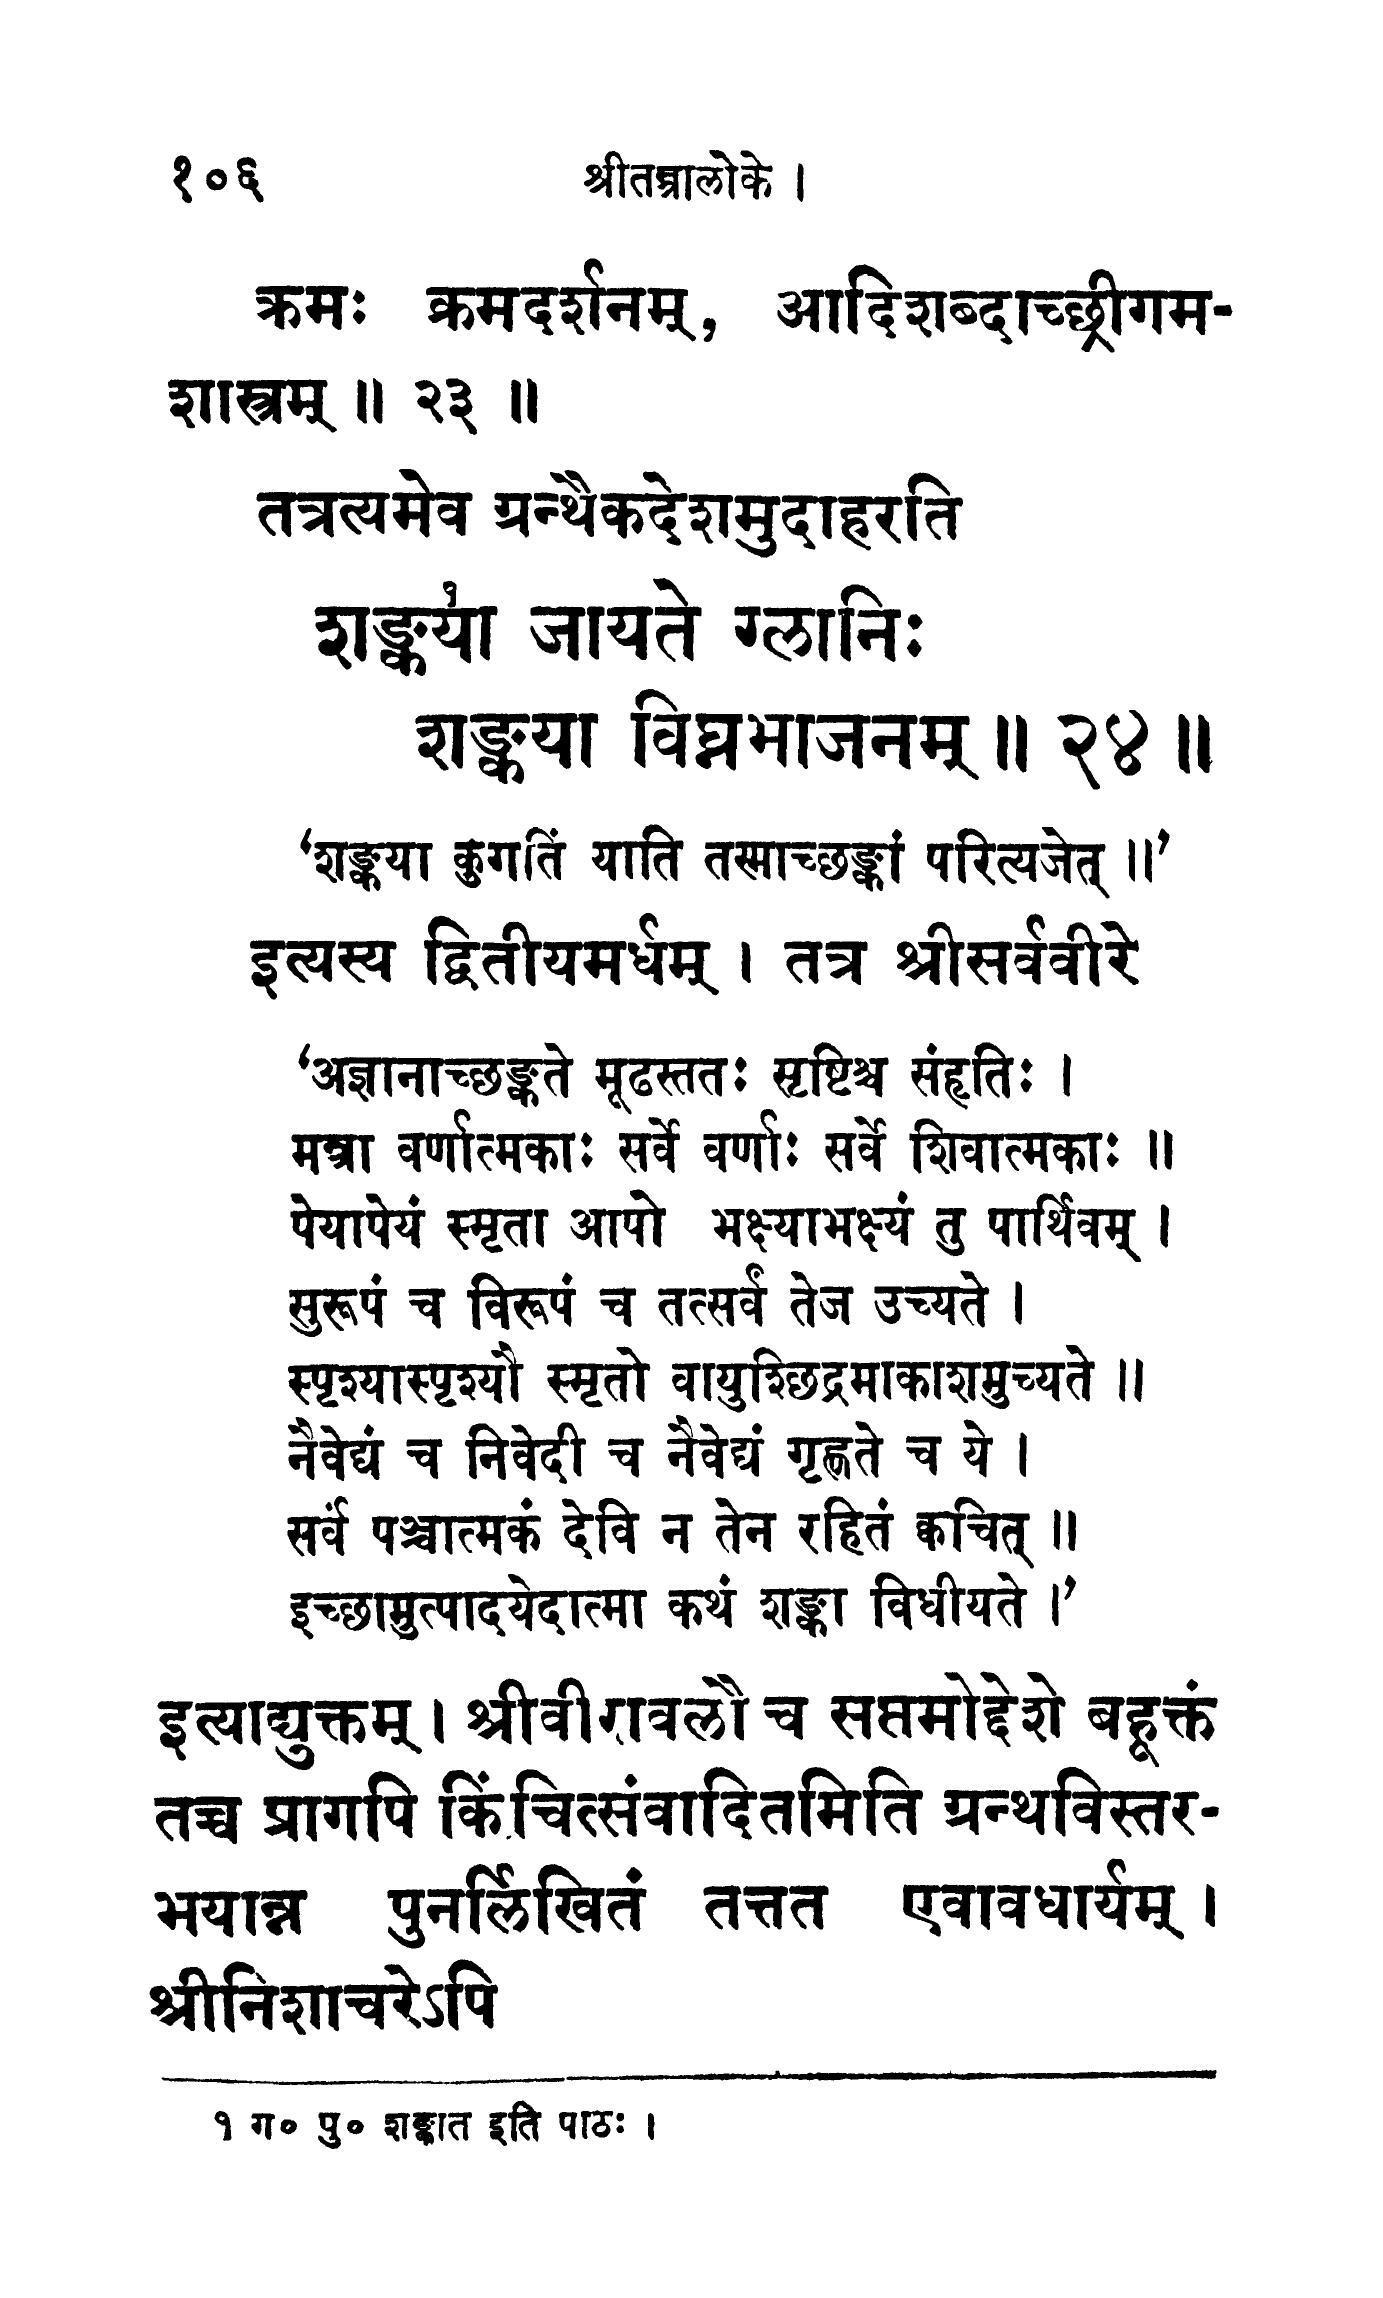 १०६ श्रीतन्त्रालोके ।
क्रमः क्रमदर्शनम्, आदिशब्दाच्छ्रीगम-
शास्त्रम् ॥ २३ ॥
तत्रत्यमेव ग्रन्थैकदेशमुदाहरति
शङ्कया१ जायते ग्लानिः
शङ्कया विघ्नभाजनम् ॥ २४ ॥
‘शङ्कया कुगतिं याति तस्माच्छङ्कां परित्यजेत् ॥’
इत्यस्य द्वितीयमर्धम् । तत्र श्रीसर्ववीरे
‘अज्ञानाच्छङ्कते मूढस्ततः सृष्टिश्च संहृतिः ।
मन्त्रा वर्णात्मकाः सर्वे वर्णाः सर्वे शिवात्मकाः ॥
पेयापेयं स्मृता आपो भक्ष्याभक्ष्यं तु पार्थिवम् ।
सुरूपं च विरूपं च तत्सर्वं तेज उच्यते ।
स्पृश्यास्पृश्यौ स्मृतो वायुश्छिद्रमाकाशमुच्यते ॥
नैवेद्यं च निवेदी च नैवेद्यं गृह्णते च ये ।
सर्वं पञ्चात्मकं देवि न तेन रहितं क्वचित् ॥
इच्छामुत्पादयेदात्मा कथं शङ्का विधीयते ।’
इत्याद्युक्तम् । श्रीवीरावलौ च सप्तमोद्देशे बहूक्तं
तच्च प्रागपि किंचित्संवादितमिति ग्रन्थविस्तर-
भयान्न पुनर्लिखितं तत्तत एवावधार्यम् ।
श्रीनिशाचरेऽपि
१ ग० पु० शङ्कात इति पाठः ।